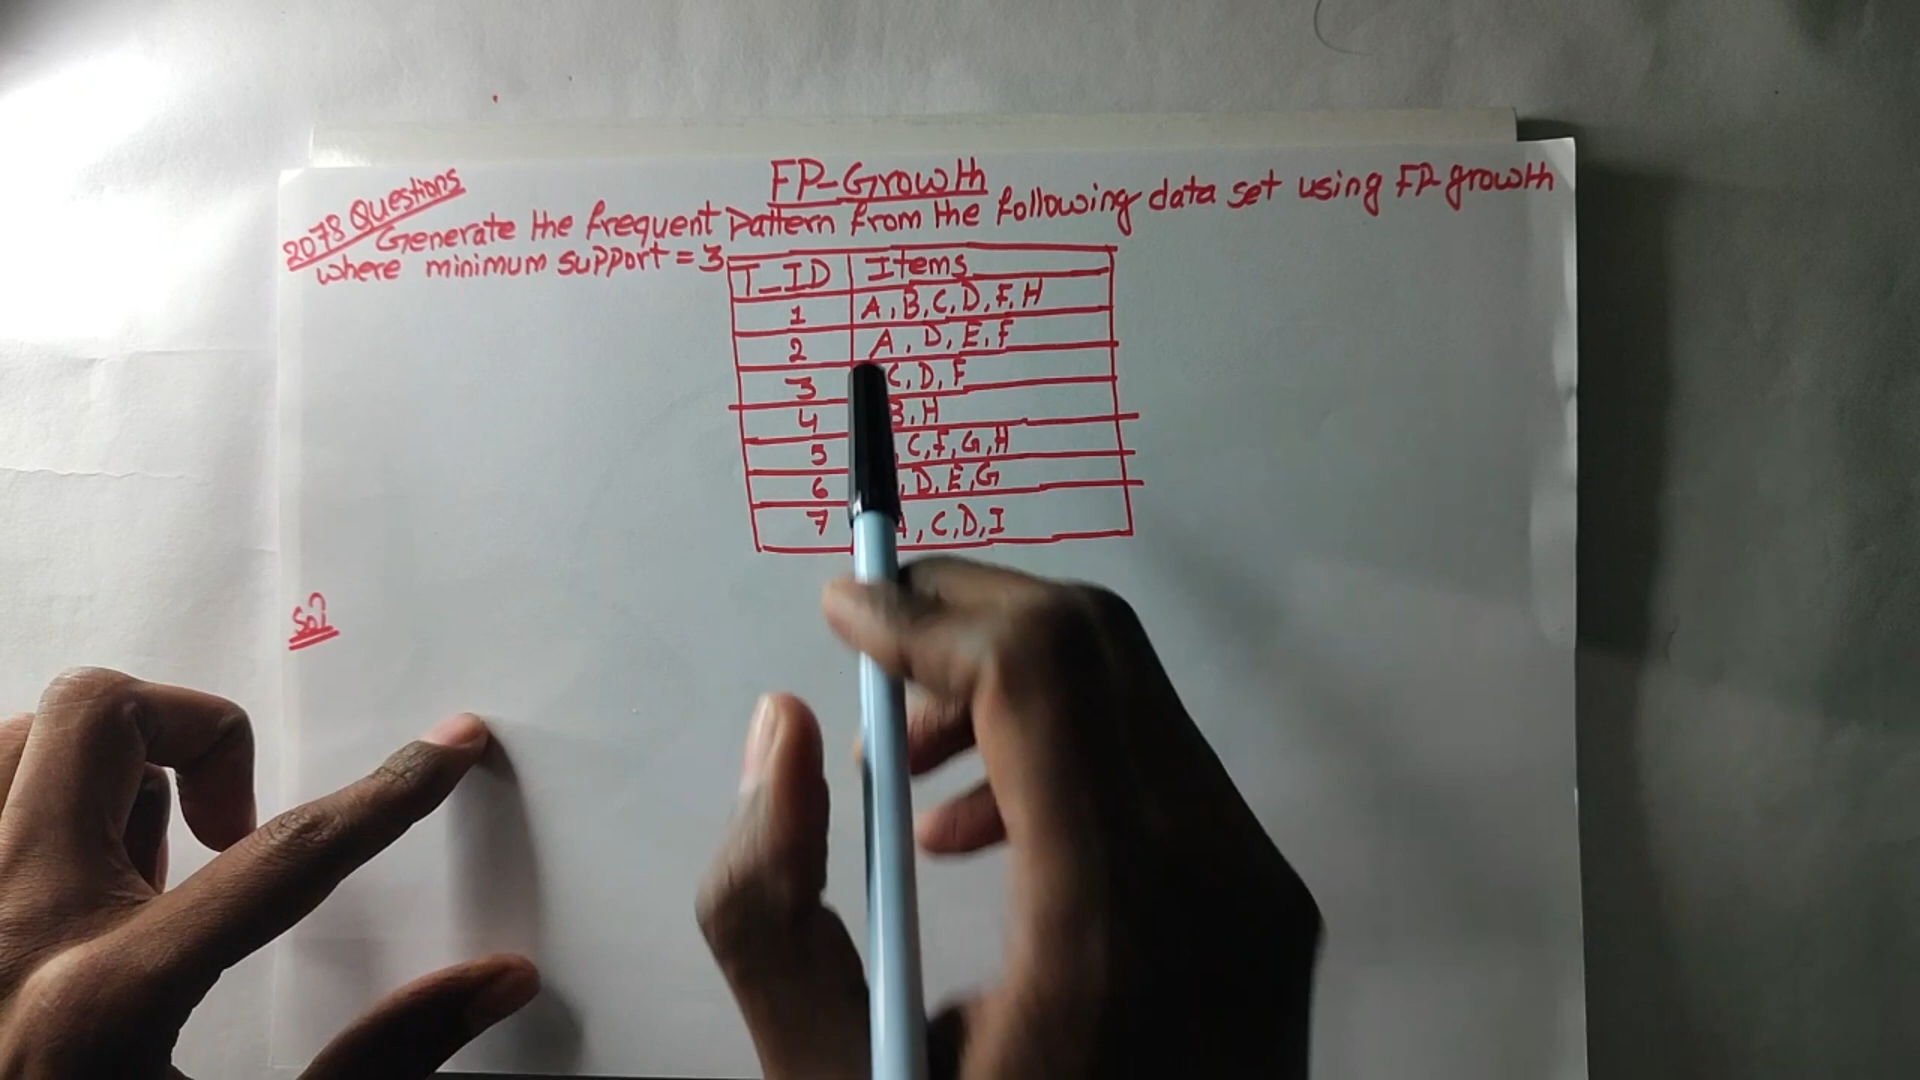 FP-Growth
2078 Questions
Generate the frequent Pattern from the following data set using FP-growth
where minimum support = 3
T_ID Items
1 A, B, C, D, F, H
2 A, D, E, F
3 C, D, F
4 B, H
5 C, F, G, H
6 , D, E, G
7 A, C, D, I
Sol